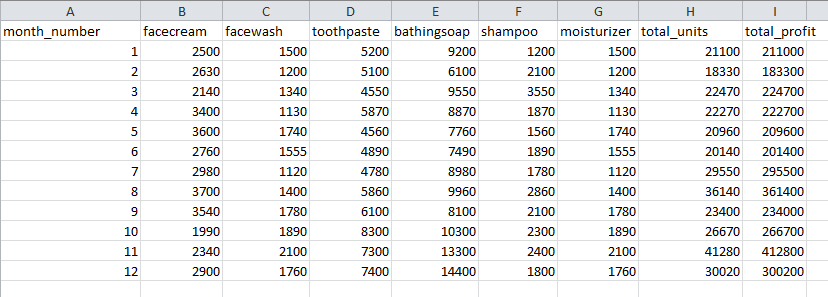 A B C D E F G H I
month_number facecream facewash toothpaste bathingsoap shampoo moisturizer total_units total_profit
1 2500 1500 5200 9200 1200 1500 21100 211000
2 2630 1200 5100 6100 2100 1200 18330 183300
3 2140 1340 4550 9550 3550 1340 22470 224700
4 3400 1130 5870 8870 1870 1130 22270 222700
5 3600 1740 4560 7760 1560 1740 20960 209600
6 2760 1555 4890 7490 1890 1555 20140 201400
7 2980 1120 4780 8980 1780 1120 29550 295500
8 3700 1400 5860 9960 2860 1400 36140 361400
9 3540 1780 6100 8100 2100 1780 23400 234000
10 1990 1890 8300 10300 2300 1890 26670 266700
11 2340 2100 7300 13300 2400 2100 41280 412800
12 2900 1760 7400 14400 1800 1760 30020 300200